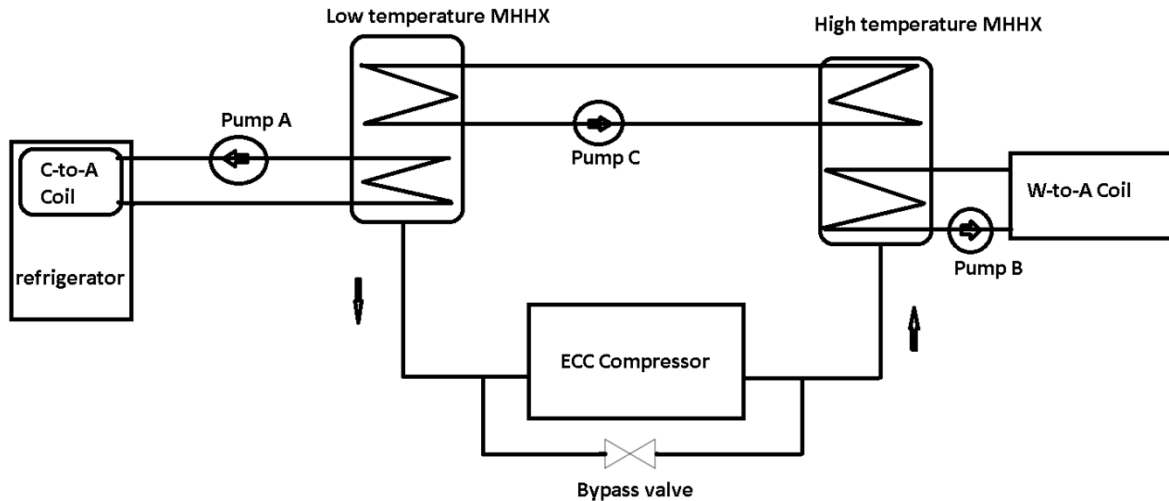 Low temperature MHHX
High temperature MHHX
Pump A
C-to-A
Coil
refrigerator
Pump C
W-to-A Coil
Pump B
ECC Compressor
Bypass valve